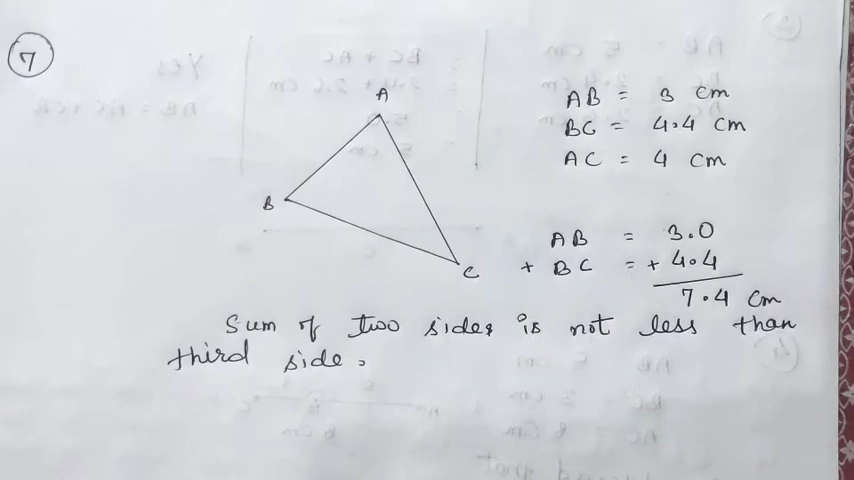 7
A
B
C
AB = 3 cm
BC = 4.4 cm
AC = 4 cm
AB = 3.0
+ BC = + 4.4
7.4 cm
Sum of two sides is not less than
third side.